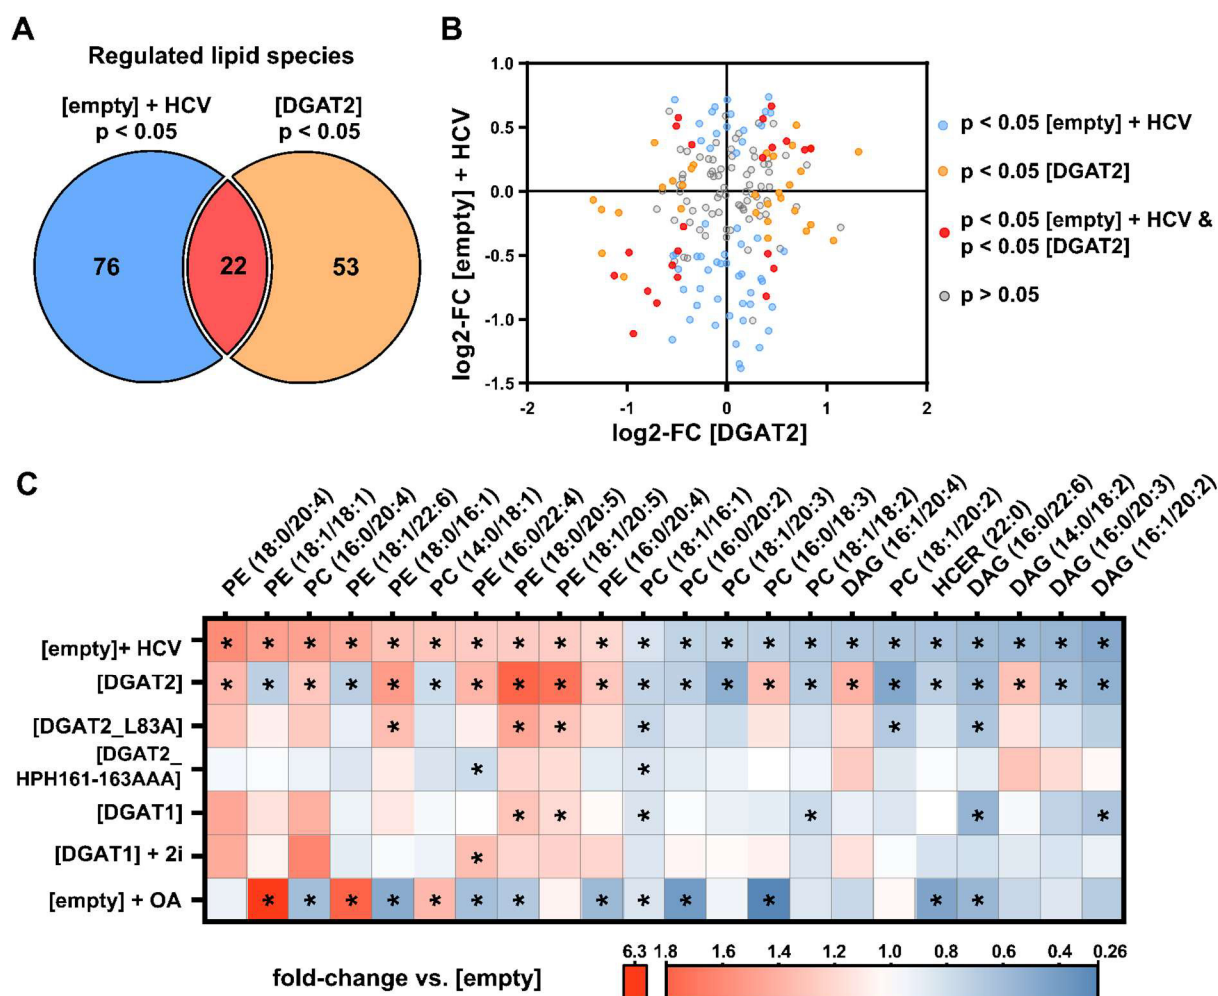 A
Regulated lipid species
[empty] + HCV
p < 0.05
[DGAT2]
p < 0.05
76
22
53
B
log2-FC [empty] + HCV
1.0
0.5
0.0
-0.5
-1.0
-1.5
-2
-1
0
1
2
log2-FC [DGAT2]
p < 0.05 [empty] + HCV
p < 0.05 [DGAT2]
p < 0.05 [empty] + HCV &
p < 0.05 [DGAT2]
p > 0.05
C
PE (18:0/20:4)
PE (18:1/18:1)
PC (16:0/20:4)
PE (18:1/22:6)
PE (18:0/16:1)
PC (14:0/18:1)
PE (16:0/22:4)
PE (18:0/20:5)
PE (18:1/20:5)
PE (16:0/20:4)
PC (18:1/16:1)
PC (16:0/20:2)
PC (18:1/20:3)
PC (16:0/18:3)
PC (18:1/18:2)
DAG (16:1/20:4)
PC (18:1/20:2)
HCER (22:0)
DAG (16:0/22:6)
DAG (14:0/18:2)
DAG (16:0/20:3)
DAG (16:1/20:2)
[empty]+ HCV
* * * * * * * * * * * * * * * * * * * * * *
[DGAT2]
* * * * * * * * * * * * * * * * * * * * * *
[DGAT2_L83A]
* * * * * *
[DGAT2_
HPH161-163AAA]
* *
[DGAT1]
* * * * * *
[DGAT1] + 2i
*
[empty] + OA
* * * * * * * * * * * * *
fold-change vs. [empty]
6.3
1.8
1.6
1.4
1.2
1.0
0.8
0.6
0.4
0.26